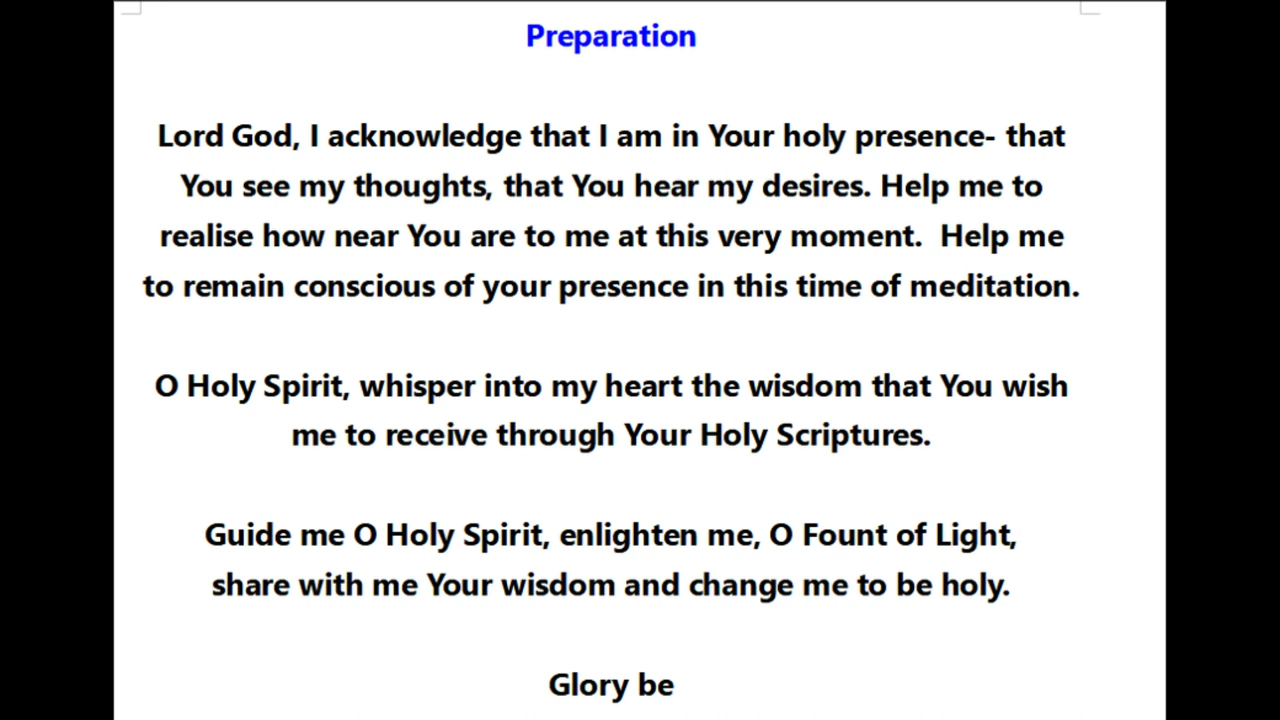 Preparation
Lord God, I acknowledge that I am in Your holy presence- that
You see my thoughts, that You hear my desires. Help me to
realise how near You are to me at this very moment.  Help me
to remain conscious of your presence in this time of meditation.
O Holy Spirit, whisper into my heart the wisdom that You wish
me to receive through Your Holy Scriptures.
Guide me O Holy Spirit, enlighten me, O Fount of Light,
share with me Your wisdom and change me to be holy.
Glory be